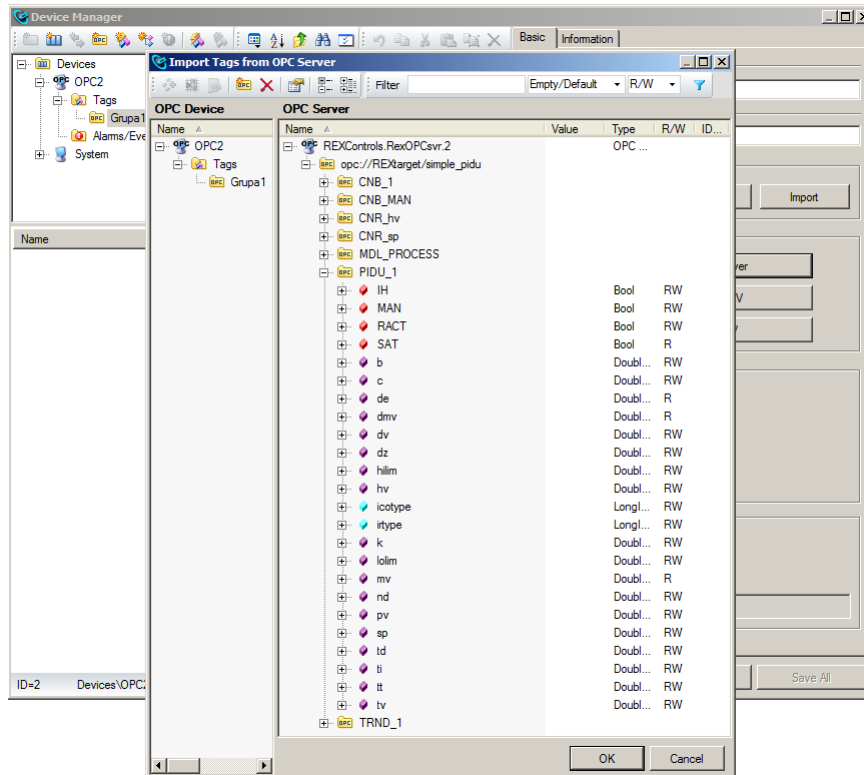 Device Manager
Basic
Information
Devices
OPC2
Tags
Grupa1
Alarms/Eve
System
Name
ID=2
Devices\OPC2
Import
ver
V
Save All
Import Tags from OPC Server
Filter
Empty/Default
R/W
OPC Device
OPC Server
Name
Name Value Type R/W ID...
OPC2
Tags
Grupa1
REXControls.RexOPCsvr.2 OPC ...
opc://REXtarget/simple_pidu
CNB_1
CNB_MAN
CNR_hv
CNR_sp
MDL_PROCESS
PIDU_1
IH Bool RW
MAN Bool RW
RACT Bool RW
SAT Bool R
b Doubl... RW
c Doubl... RW
de Doubl... R
dmv Doubl... R
dv Doubl... RW
dz Doubl... RW
hilim Doubl... RW
hv Doubl... RW
icotype LongI... RW
irtype LongI... RW
k Doubl... RW
lolim Doubl... RW
mv Doubl... R
nd Doubl... RW
pv Doubl... RW
sp Doubl... RW
td Doubl... RW
ti Doubl... RW
tt Doubl... RW
tv Doubl... RW
TRND_1
OK
Cancel